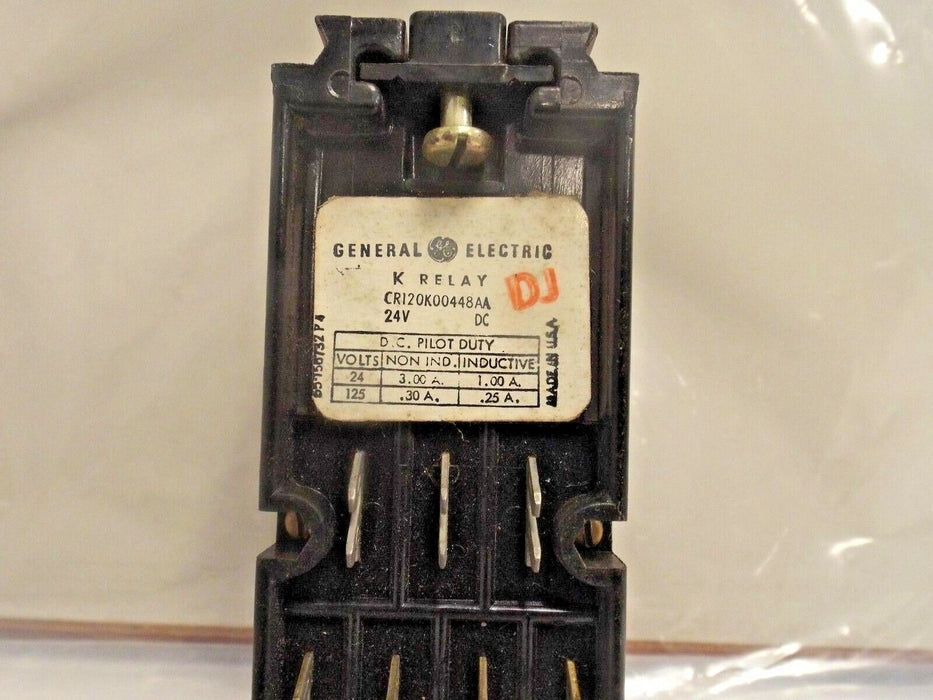 GENERAL GE ELECTRIC
K RELAY
DJ
CR120K00448AA
24V DC
D.C. PILOT DUTY
VOLTS NON IND. INDUCTIVE
24 3.00 A. 1.00 A.
125 .30 A. .25 A.
MADE IN U.S.A.